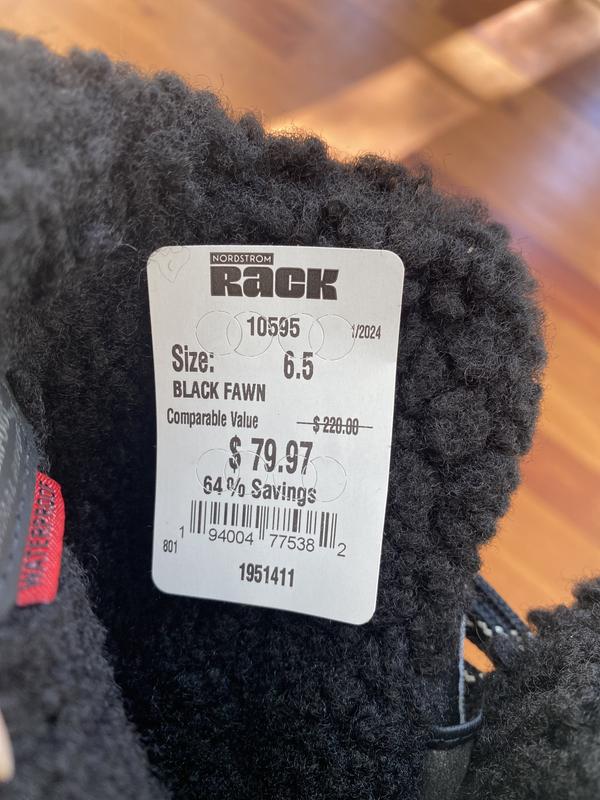 NORDSTROM
Rack
10595 1/2024
Size: 6.5
BLACK FAWN
Comparable Value $ 220.00
$ 79.97
64 % Savings
1 94004 77538 2
801
1951411
WATERPROOF